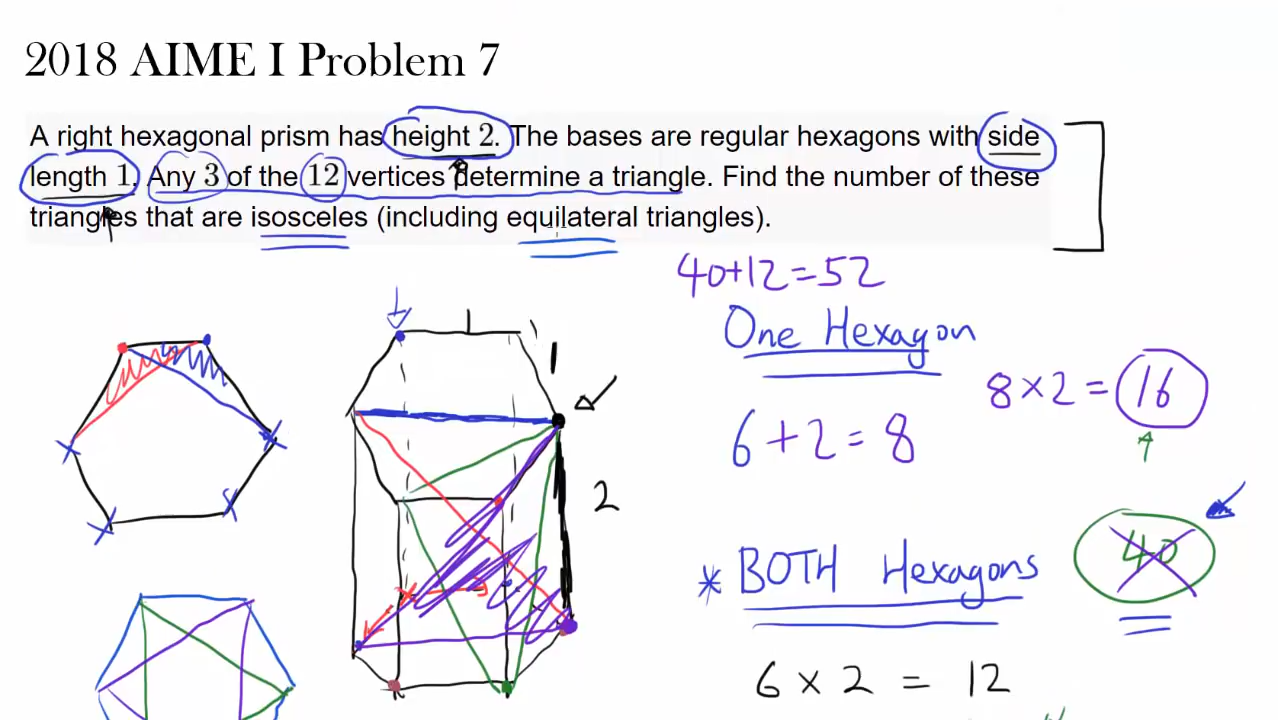 2018 AIME I Problem 7
A right hexagonal prism has height 2. The bases are regular hexagons with side
length 1. Any 3 of the 12 vertices determine a triangle. Find the number of these
triangles that are isosceles (including equilateral triangles).
40+12=52
One Hexagon
8×2=16
6+2=8
1
2
* BOTH Hexagons
40
6 × 2 = 12